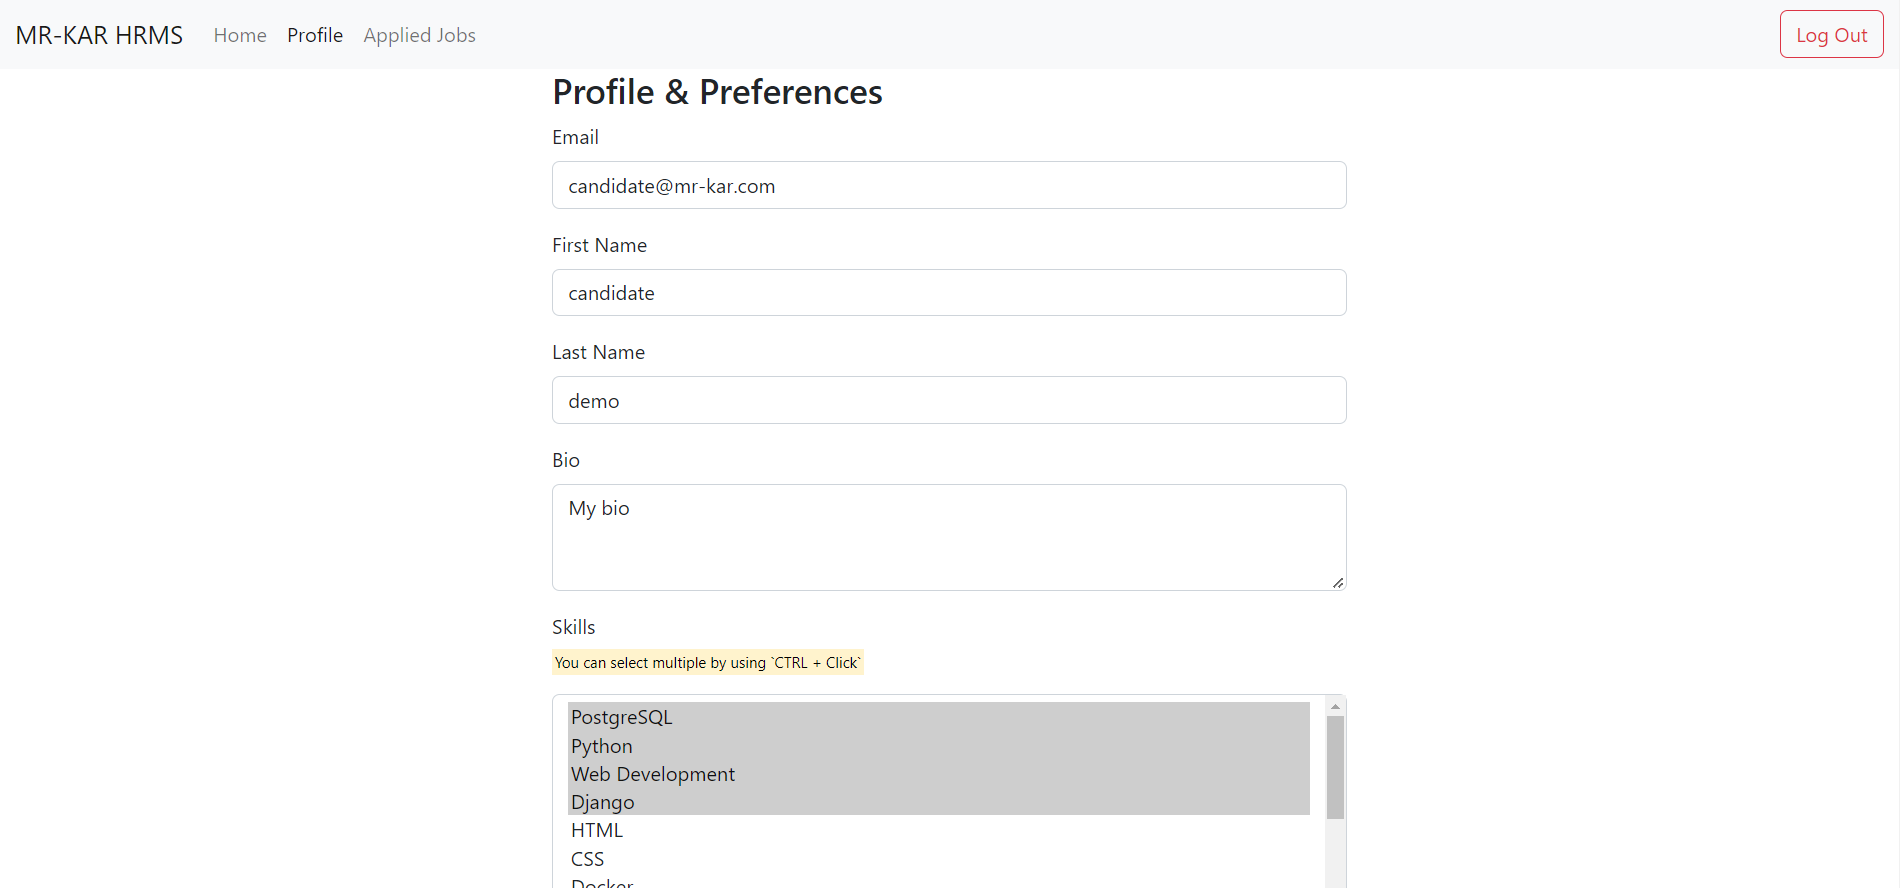 MR-KAR HRMS Home Profile Applied Jobs Log Out
Profile & Preferences
Email
candidate@mr-kar.com
First Name
candidate
Last Name
demo
Bio
My bio
Skills
You can select multiple by using `CTRL + Click`
PostgreSQL
Python
Web Development
Django
HTML
CSS
Docker